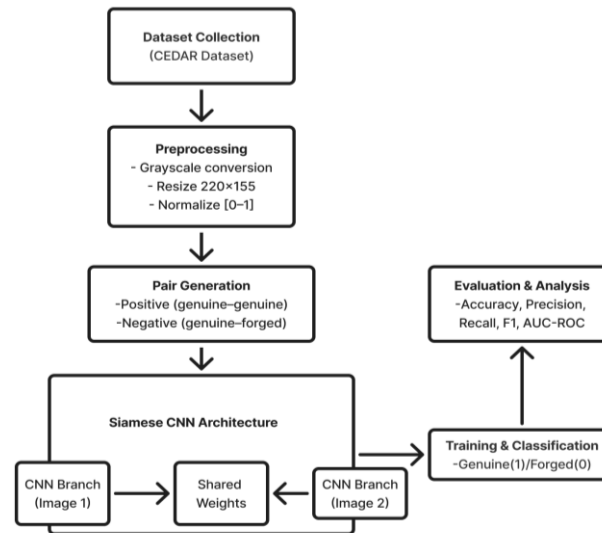 Dataset Collection
(CEDAR Dataset)
Preprocessing
- Grayscale conversion
- Resize 220×155
- Normalize [0–1]
Pair Generation
-Positive (genuine–genuine)
-Negative (genuine–forged)
Siamese CNN Architecture
CNN Branch
(Image 1)
Shared
Weights
CNN Branch
(Image 2)
Training & Classification
-Genuine(1)/Forged(0)
Evaluation & Analysis
-Accuracy, Precision,
Recall, F1, AUC-ROC